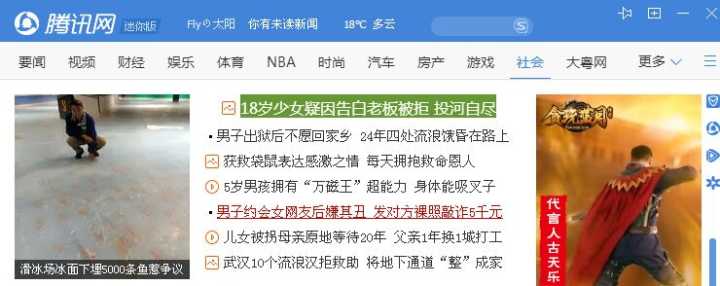 腾讯网 迷你版 Flyの太阳 你有未读新闻 18℃ 多云
要闻 视频 财经 娱乐 体育 NBA 时尚 汽车 房产 游戏 社会 大粤网 更多
18岁少女疑因告白老板被拒 投河自尽
男子出狱后不愿回家乡 24年四处流浪饿昏在路上
获救袋鼠表达感激之情 每天拥抱救命恩人
5岁男孩拥有“万磁王”超能力 身体能吸叉子
男子约会女网友后嫌其丑 发对方裸照敲诈5千元
儿女被拐母亲原地等待20年 父亲1年换1城打工
武汉10个流浪汉拒救助 将地下通道“整”成家
滑冰场冰面下埋5000条鱼惹争议
代言人古天乐